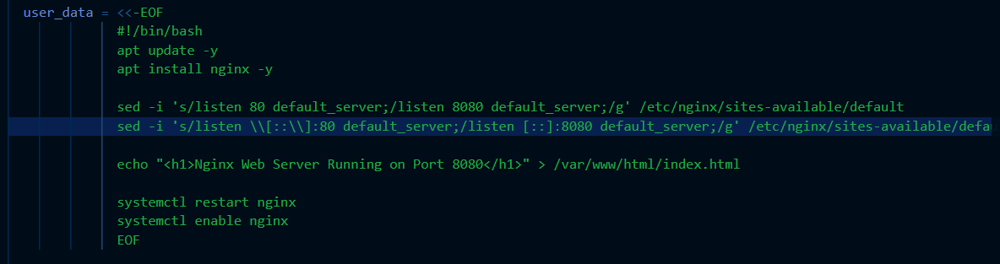 user_data = <<-EOF
#!/bin/bash
apt update -y
apt install nginx -y
sed -i 's/listen 80 default_server;/listen 8080 default_server;/g' /etc/nginx/sites-available/default
sed -i 's/listen \\[::\\]:80 default_server;/listen [::]:8080 default_server;/g' /etc/nginx/sites-available/defau
echo "<h1>Nginx Web Server Running on Port 8080</h1>" > /var/www/html/index.html
systemctl restart nginx
systemctl enable nginx
EOF